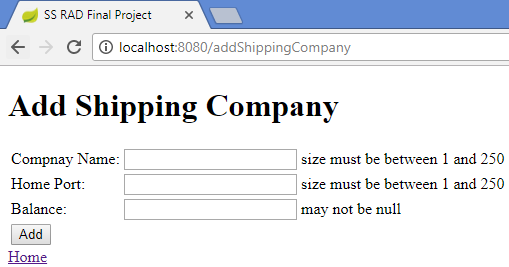 SS RAD Final Project
localhost:8080/addShippingCompany
Add Shipping Company
Compnay Name: size must be between 1 and 250
Home Port: size must be between 1 and 250
Balance: may not be null
Add
Home